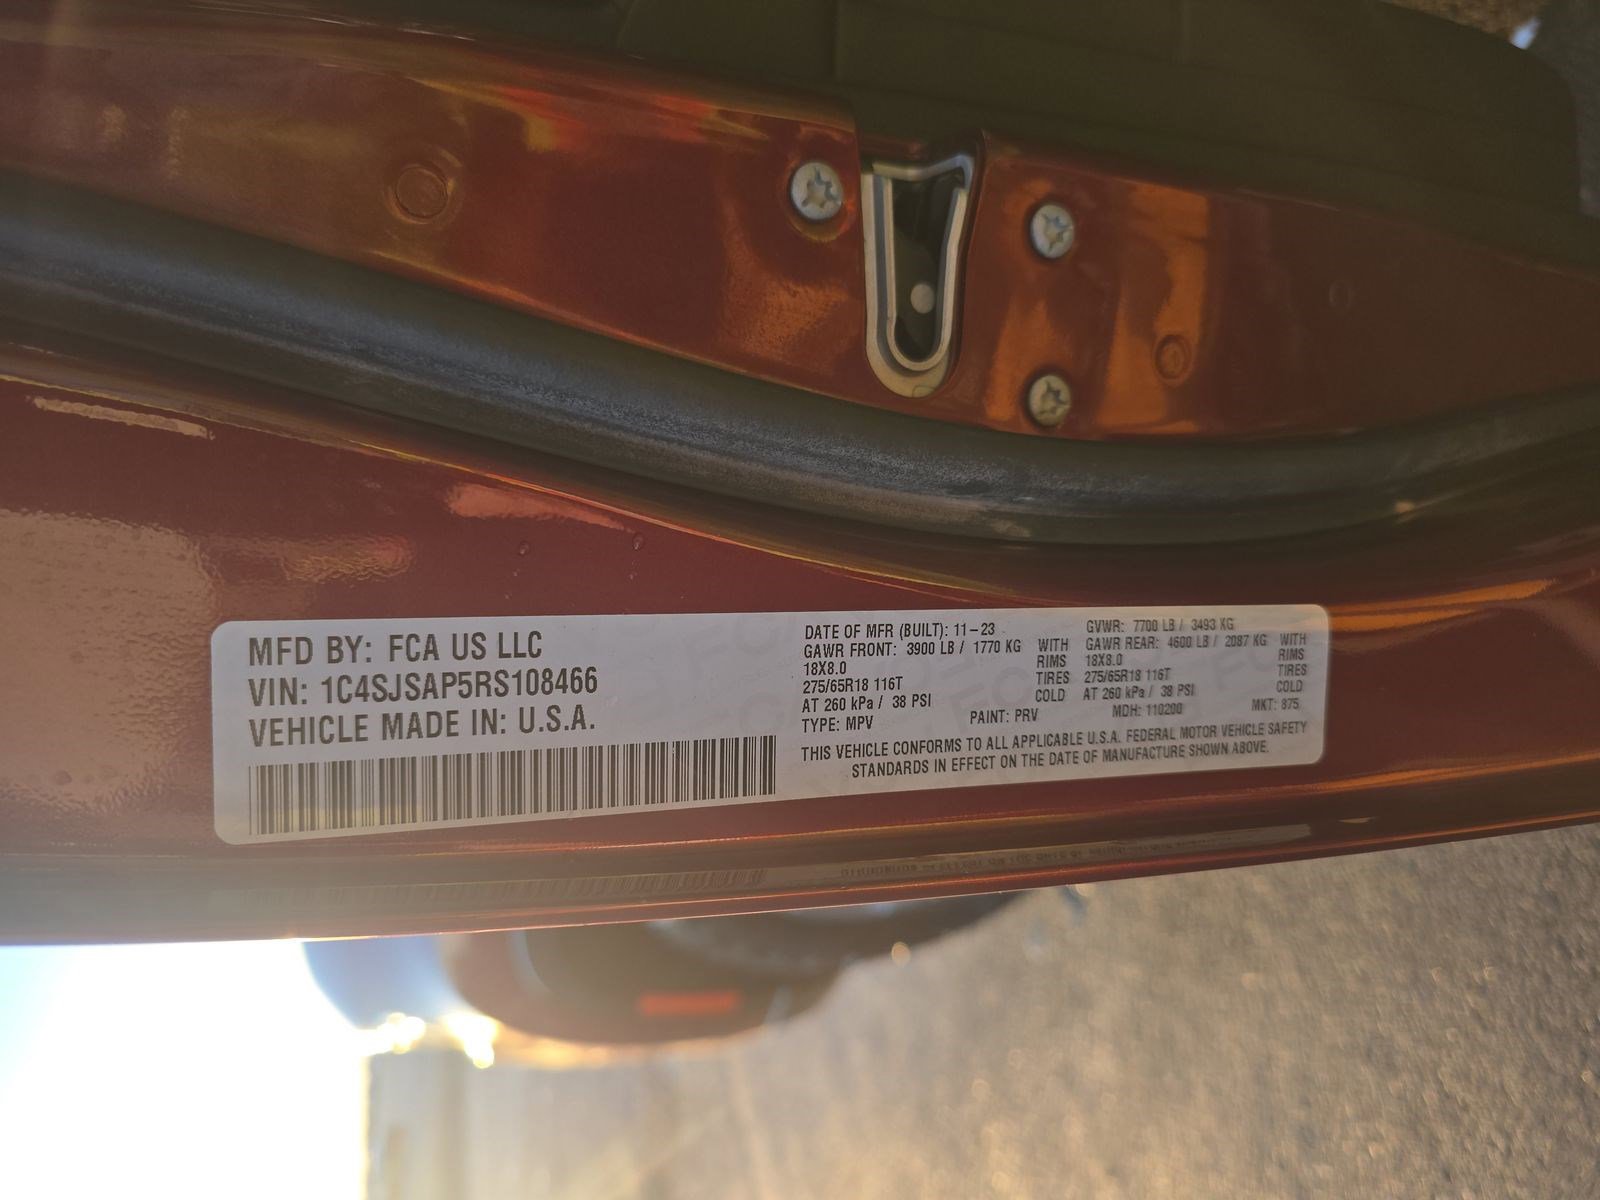 MFD BY: FCA US LLC
VIN: 1C4SJSAP5RS108466
VEHICLE MADE IN: U.S.A.
DATE OF MFR (BUILT): 11-23 GVWR: 7700 LB / 3493 KG
GAWR FRONT: 3900 LB / 1770 KG WITH GAWR REAR: 4600 LB / 2087 KG WITH
18X8.0 RIMS 18X8.0 RIMS
275/65R18 116T TIRES 275/65R18 116T TIRES
AT 260 kPa / 38 PSI COLD AT 260 kPa / 38 PSI COLD
TYPE: MPV PAINT: PRV MDH: 110200 MKT: 875
THIS VEHICLE CONFORMS TO ALL APPLICABLE U.S.A. FEDERAL MOTOR VEHICLE SAFETY
STANDARDS IN EFFECT ON THE DATE OF MANUFACTURE SHOWN ABOVE.